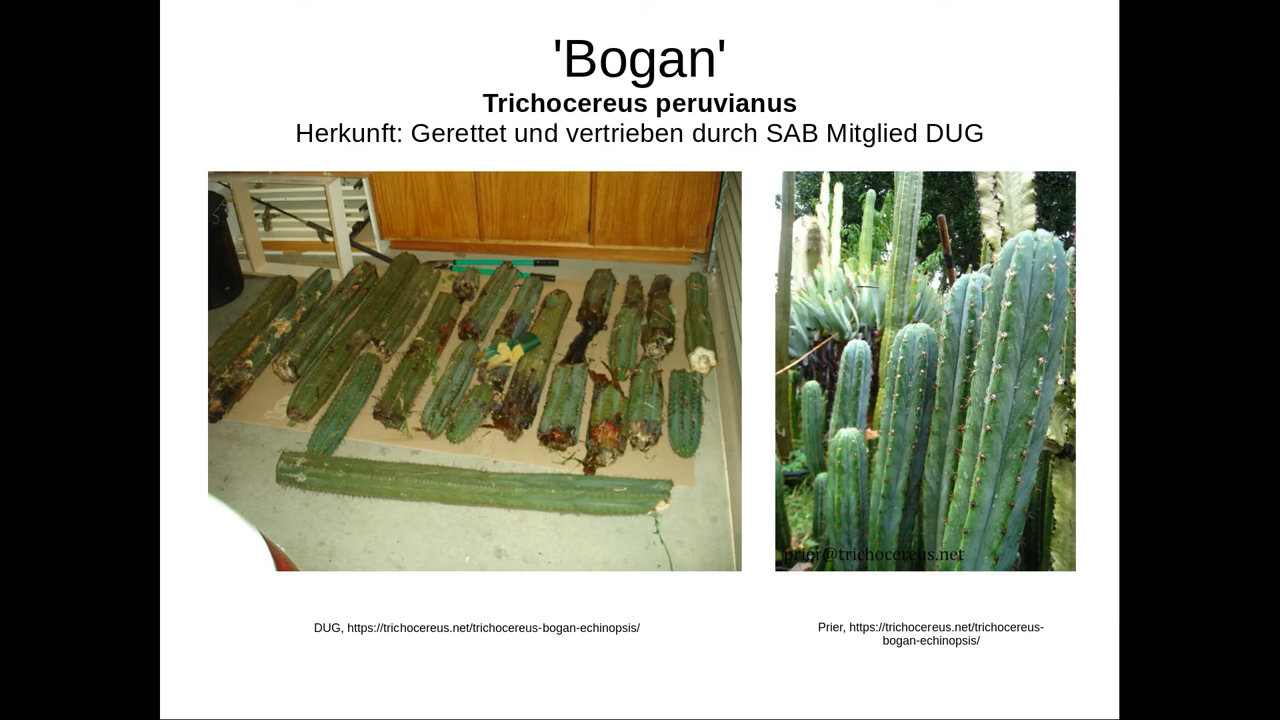 'Bogan'
Trichocereus peruvianus
Herkunft: Gerettet und vertrieben durch SAB Mitglied DUG
prier@trichocereus.net
DUG, https://trichocereus.net/trichocereus-bogan-echinopsis/
Prier, https://trichocereus.net/trichocereus-
bogan-echinopsis/